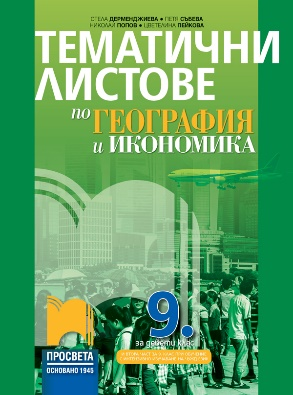 СТЕЛА ДЕРМЕНДЖИЕВА • ПЕТЯ СЪБЕВА
НИКОЛАЙ ПОПОВ • ЦВЕТЕЛИНА ПЕЙКОВА
ТЕМАТИЧНИ
ЛИСТОВЕ
по ГЕОГРАФИЯ
и ИКОНОМИКА
9.
за девети клас
ПРОСВЕТА
ОСНОВАНО 1945